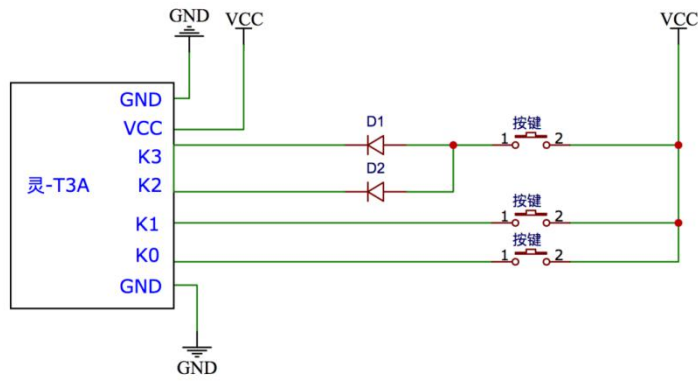 GND
VCC
VCC
GND
VCC
K3
灵-T3A
K2
K1
K0
GND
GND
D1
D2
按键
1 2
按键
1 2
按键
1 2